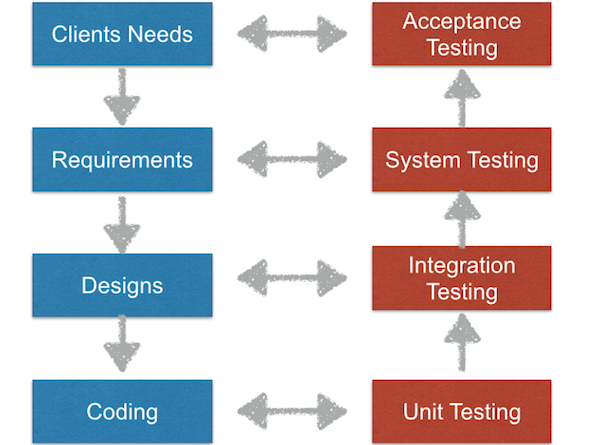 Clients Needs
Acceptance
Testing
Requirements
System Testing
Designs
Integration
Testing
Coding
Unit Testing